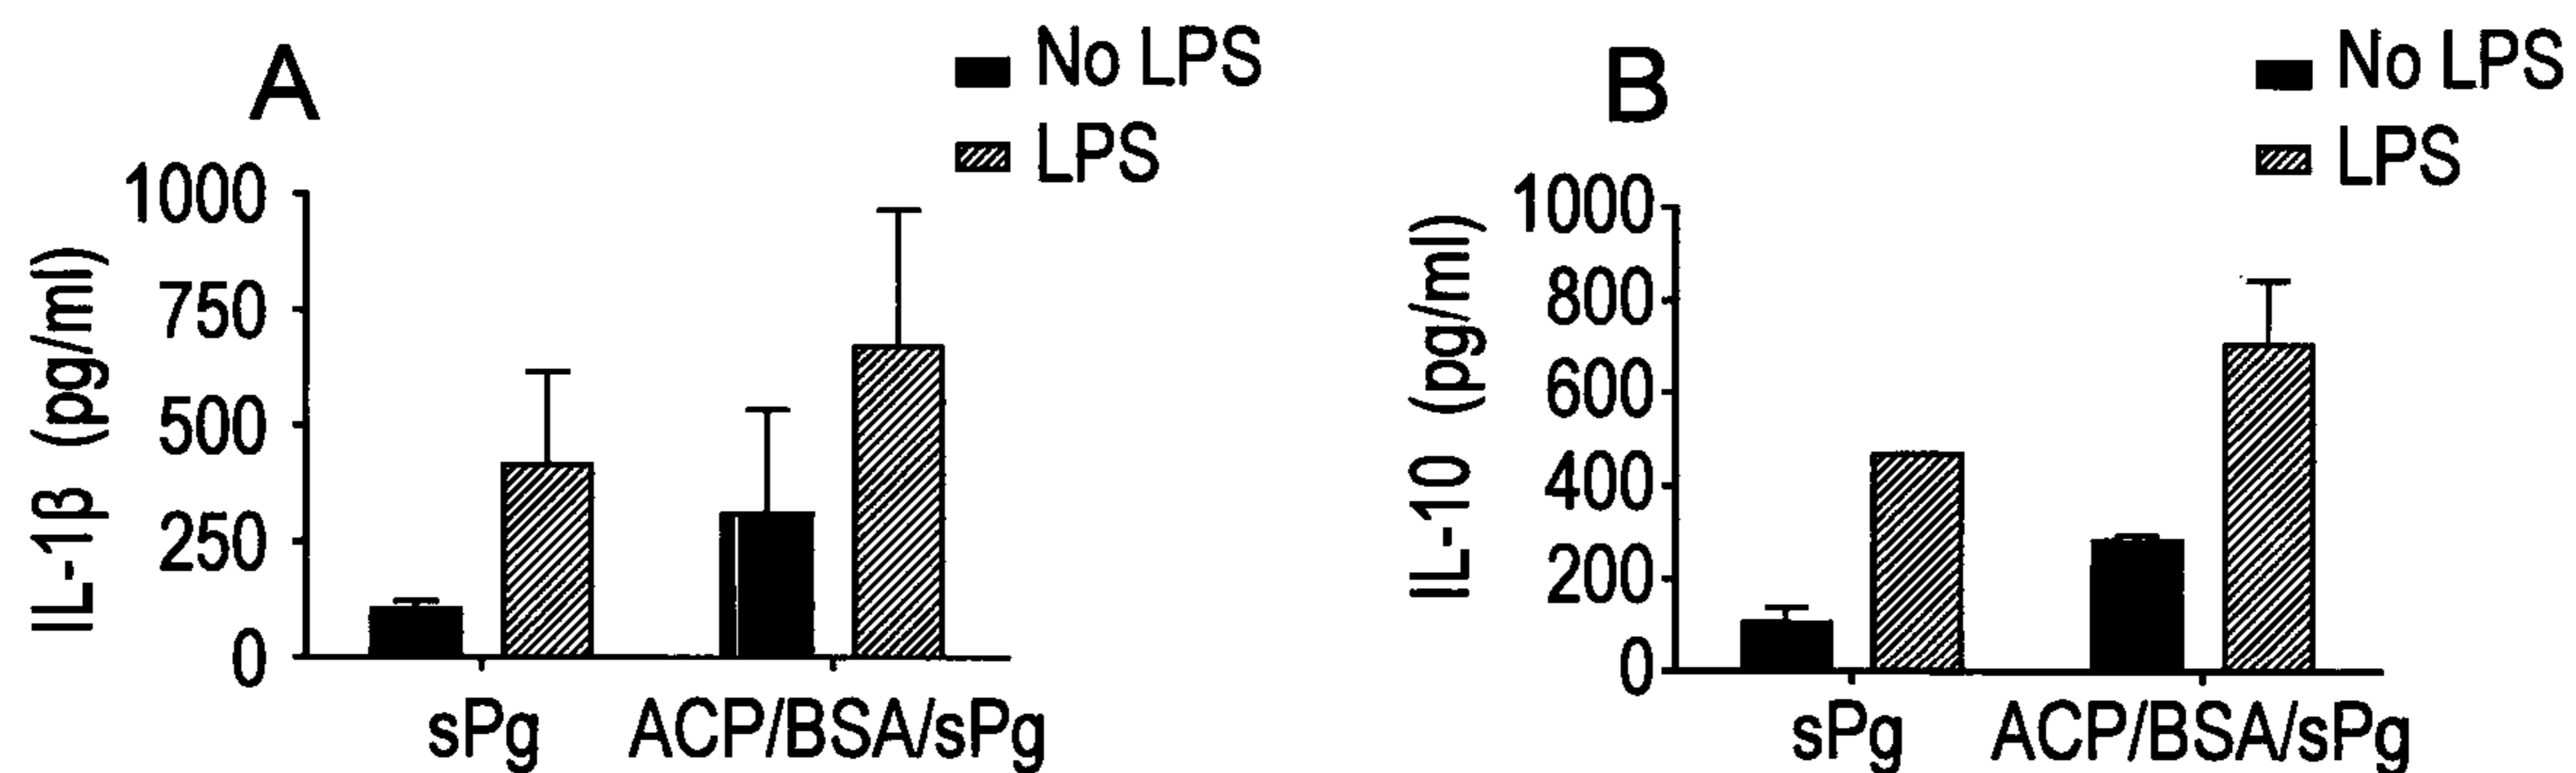 A
No LPS
LPS
IL-1β (pg/ml)
1000
750
500
250
0
sPg
ACP/BSA/sPg
B
No LPS
LPS
IL-10 (pg/ml)
1000
800
600
400
200
0
sPg
ACP/BSA/sPg